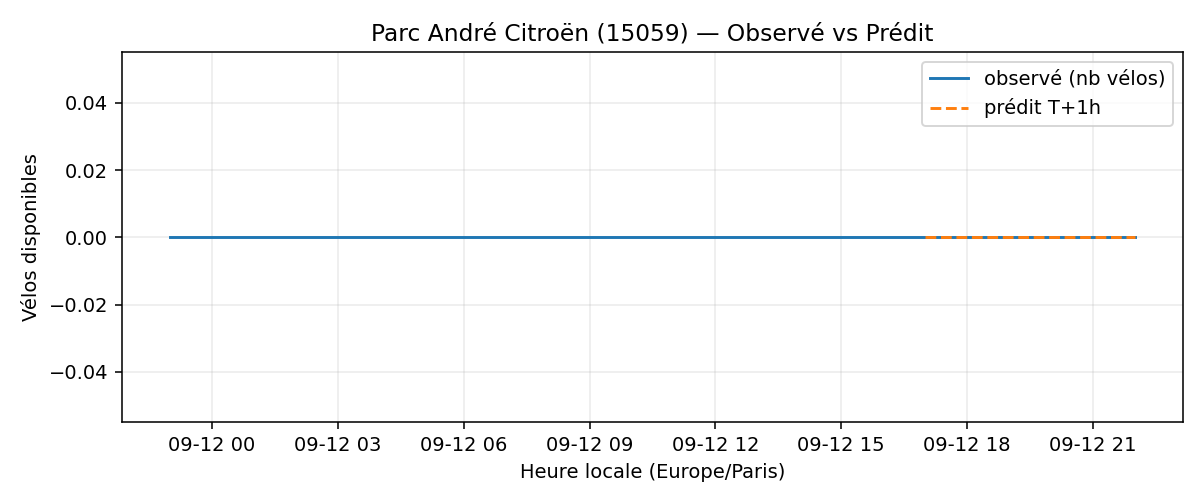 Parc André Citroën (15059) — Observé vs Prédit
observé (nb vélos)
prédit T+1h
Vélos disponibles
0.04
0.02
0.00
−0.02
−0.04
09-12 00
09-12 03
09-12 06
09-12 09
09-12 12
09-12 15
09-12 18
09-12 21
Heure locale (Europe/Paris)